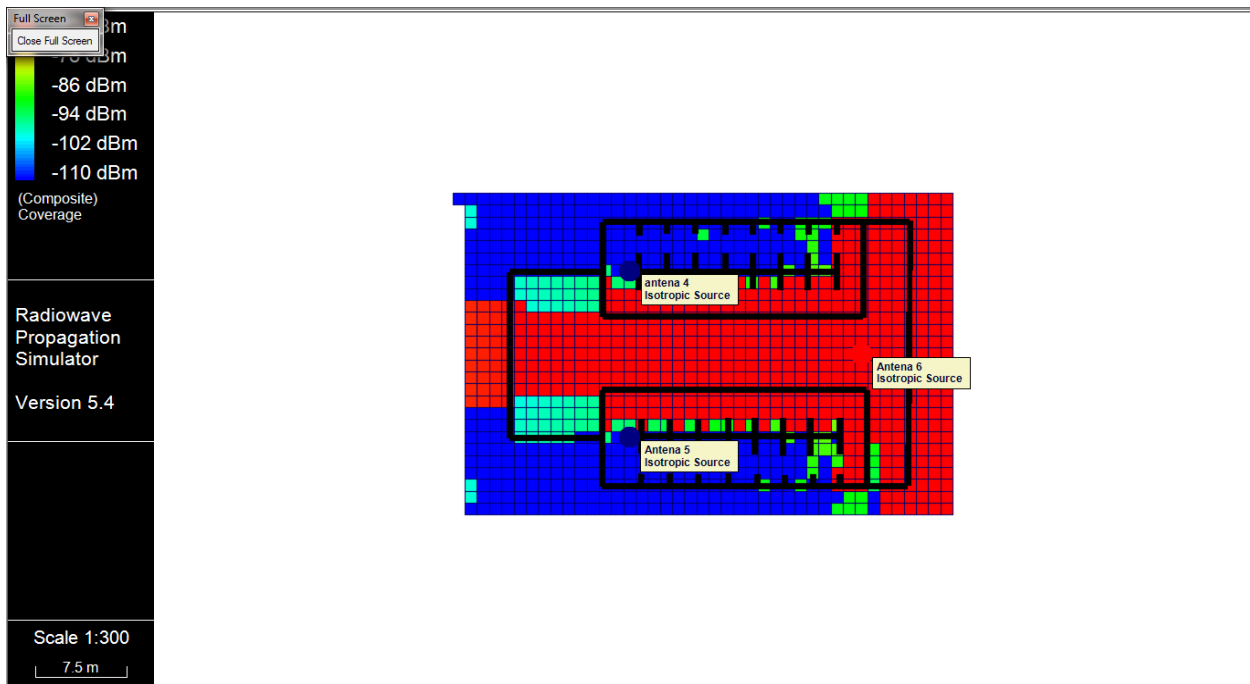 Full Screen
Close Full Screen
dBm
dBm
-86 dBm
-94 dBm
-102 dBm
-110 dBm
(Composite)
Coverage
Radiowave
Propagation
Simulator
Version 5.4
Scale 1:300
7.5 m
antena 4
Isotropic Source
Antena 6
Isotropic Source
Antena 5
Isotropic Source